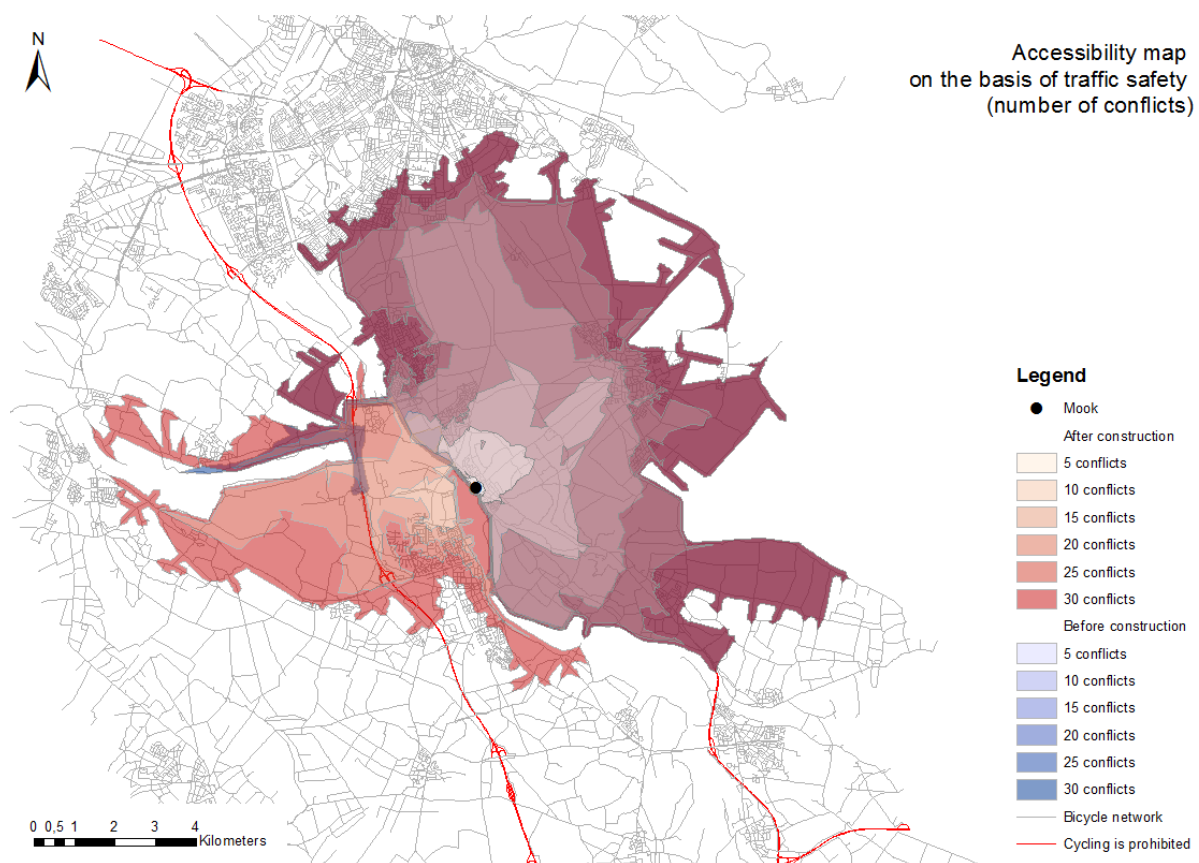 N
Accessibility map
on the basis of traffic safety
(number of conflicts)
Legend
Mook
After construction
5 conflicts
10 conflicts
15 conflicts
20 conflicts
25 conflicts
30 conflicts
Before construction
5 conflicts
10 conflicts
15 conflicts
20 conflicts
25 conflicts
30 conflicts
Bicycle network
Cycling is prohibited
0 0,5 1 2 3 4
Kilometers